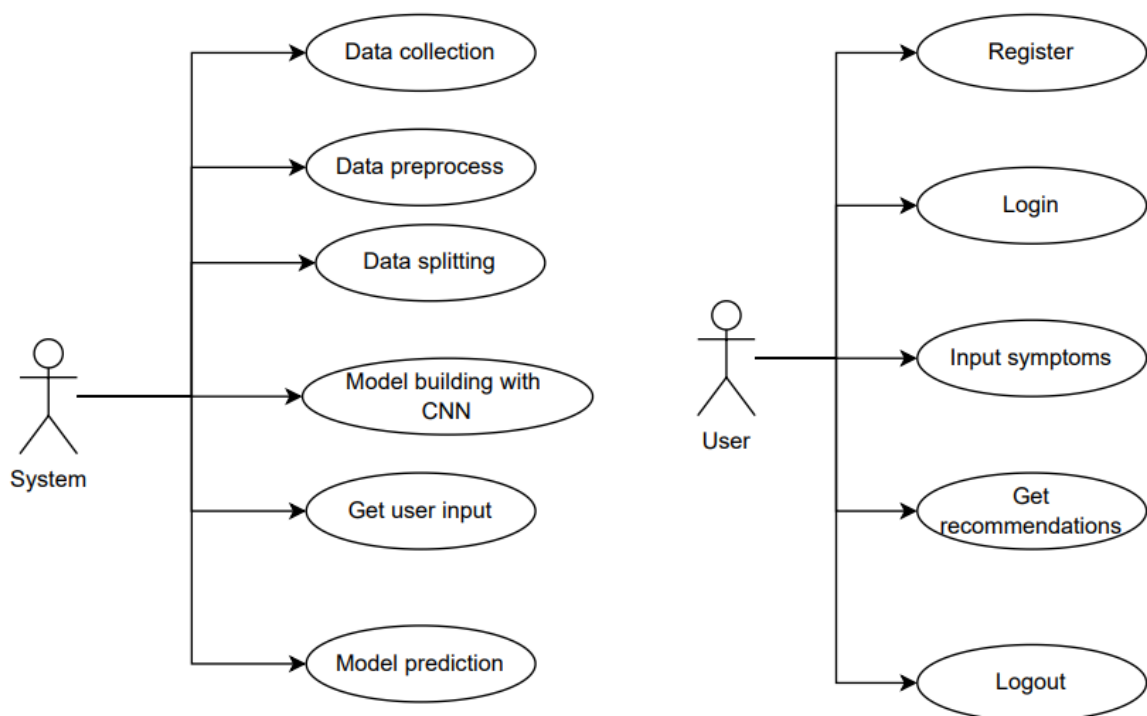 Data collection
Data preprocess
Data splitting
Model building with
CNN
Get user input
Model prediction
System
Register
Login
Input symptoms
Get
recommendations
Logout
User